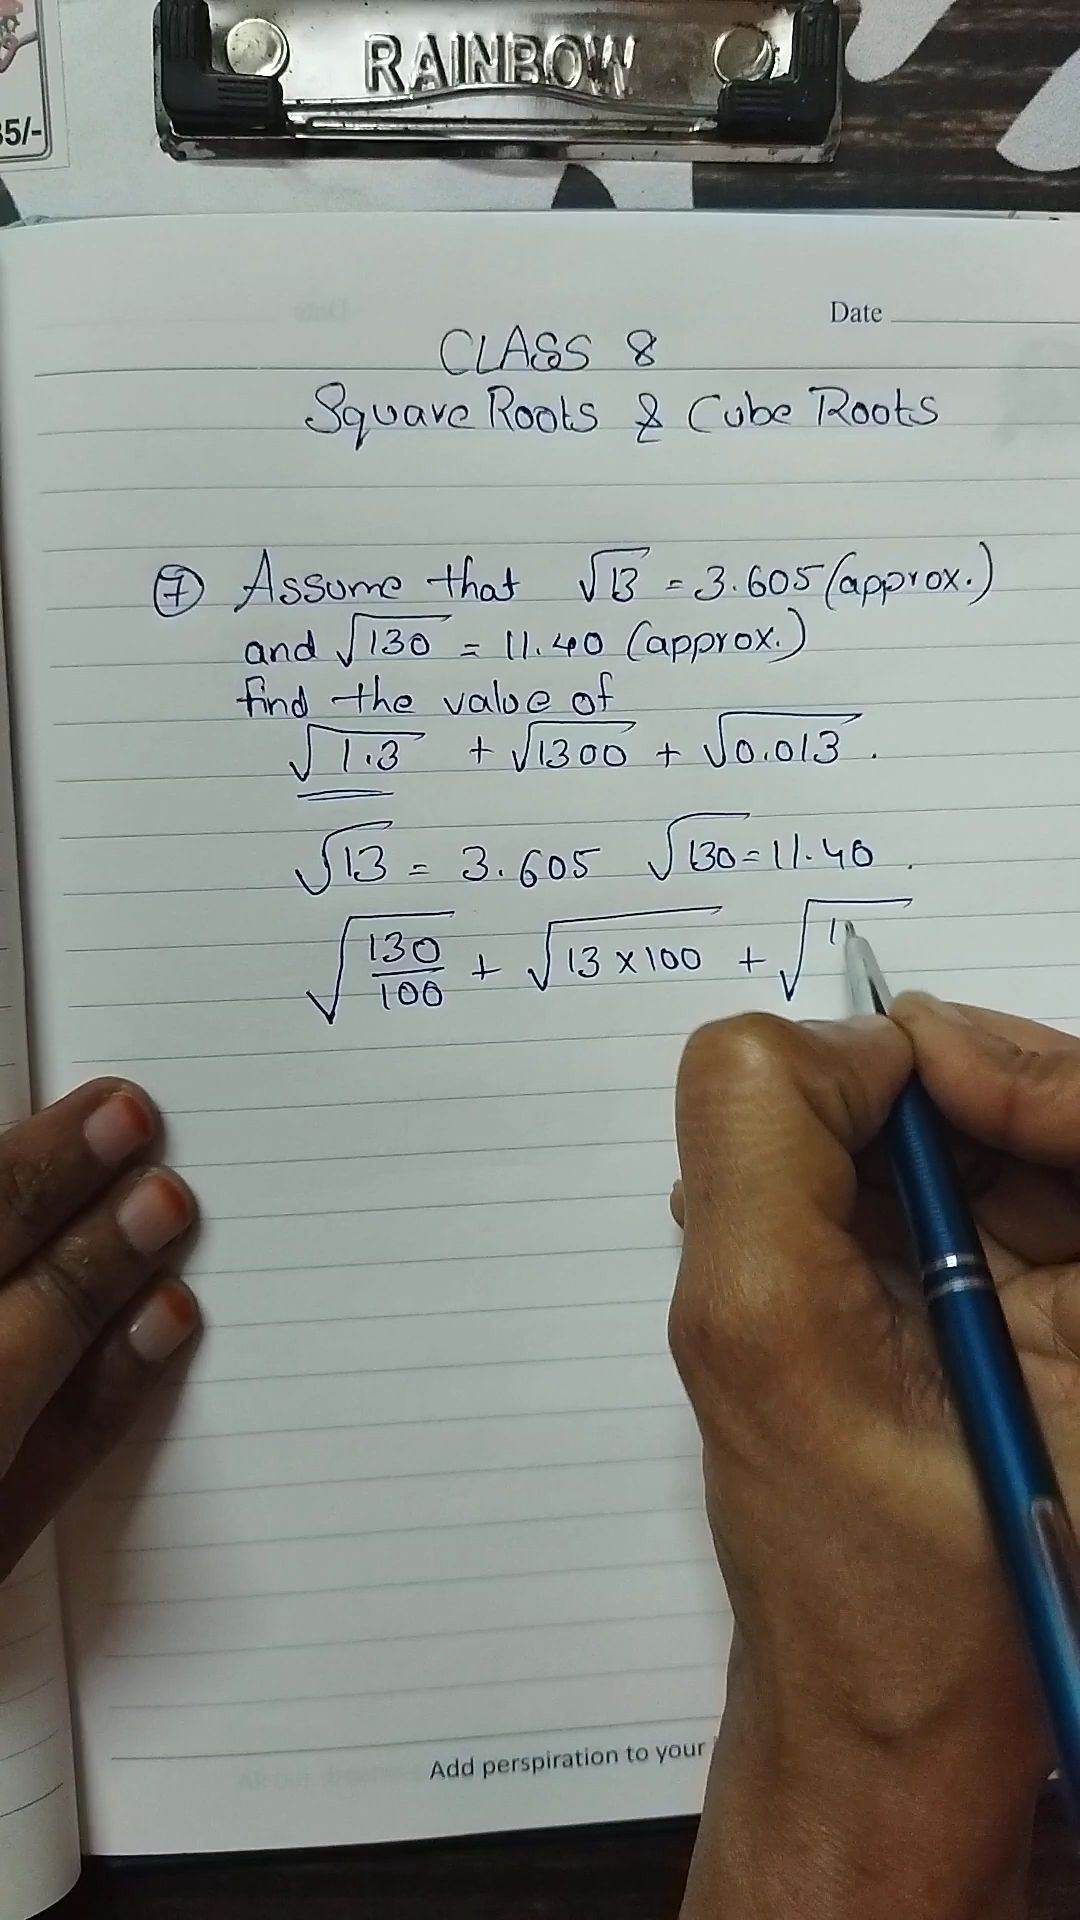 RAINBOW
35/-
Date
CLASS 8
Square Roots & Cube Roots
⑦ Assume that √13 = 3.605 (approx.)
and √130 = 11.40 (approx.)
find the value of
√1.3 + √1300 + √0.013 .
√13 = 3.605 √130 = 11.40 .
√130/100 + √13 × 100 + √1
Add perspiration to your